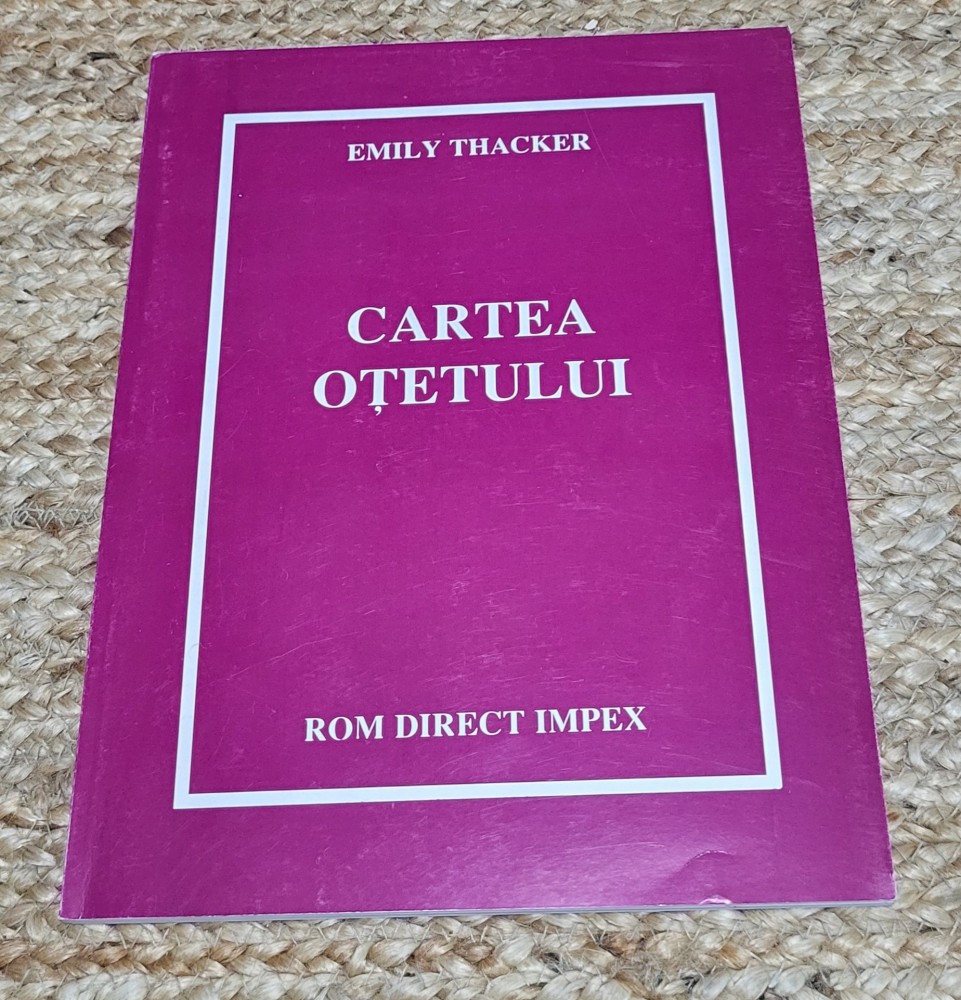 EMILY THACKER
CARTEA
OȚETULUI
ROM DIRECT IMPEX